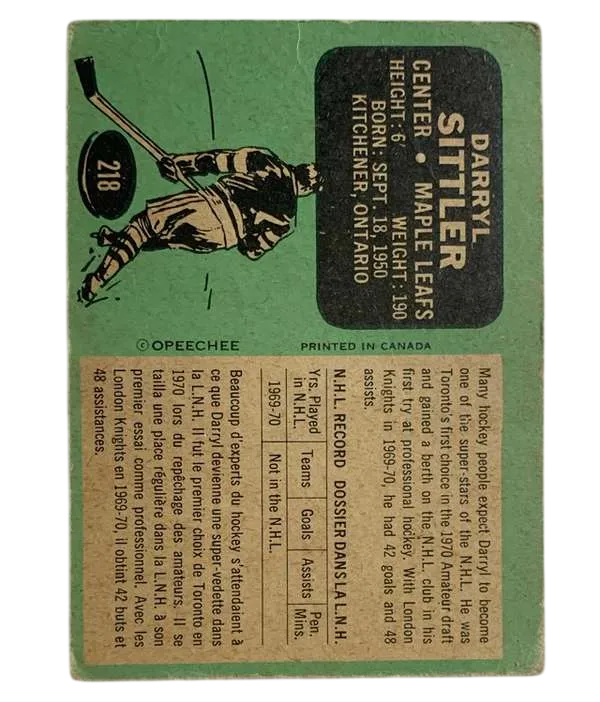 DARRYL
SITTLER
CENTER • MAPLE LEAFS
HEIGHT: 6' WEIGHT: 190
BORN: SEPT. 18, 1950
KITCHENER, ONTARIO
218
©OPEECHEE
PRINTED IN CANADA
Many hockey people expect Darryl to become
one of the super-stars of the N.H.L. He was
Toronto's first choice in the 1970 Amateur draft
and gained a berth on the N.H.L. club in his
first try at professional hockey. With London
Knights in 1969-70, he had 42 goals and 48
assists.
N.H.L. RECORD DOSSIER DANS LA L.N.H.
Yrs. Played in N.H.L. Teams Goals Assists Pen. Mins.
1969-70 Not in the N.H.L.
Beaucoup d'experts du hockey s'attendaient à
ce que Darryl devienne une super-vedette dans
la L.N.H. Il fut le premier choix de Toronto en
1970 lors du repêchage des amateurs. Il se
tailla une place régulière dans la L.N.H. à son
premier essai comme professionnel. Avec les
London Knights en 1969-70, il obtint 42 buts et
48 assistances.